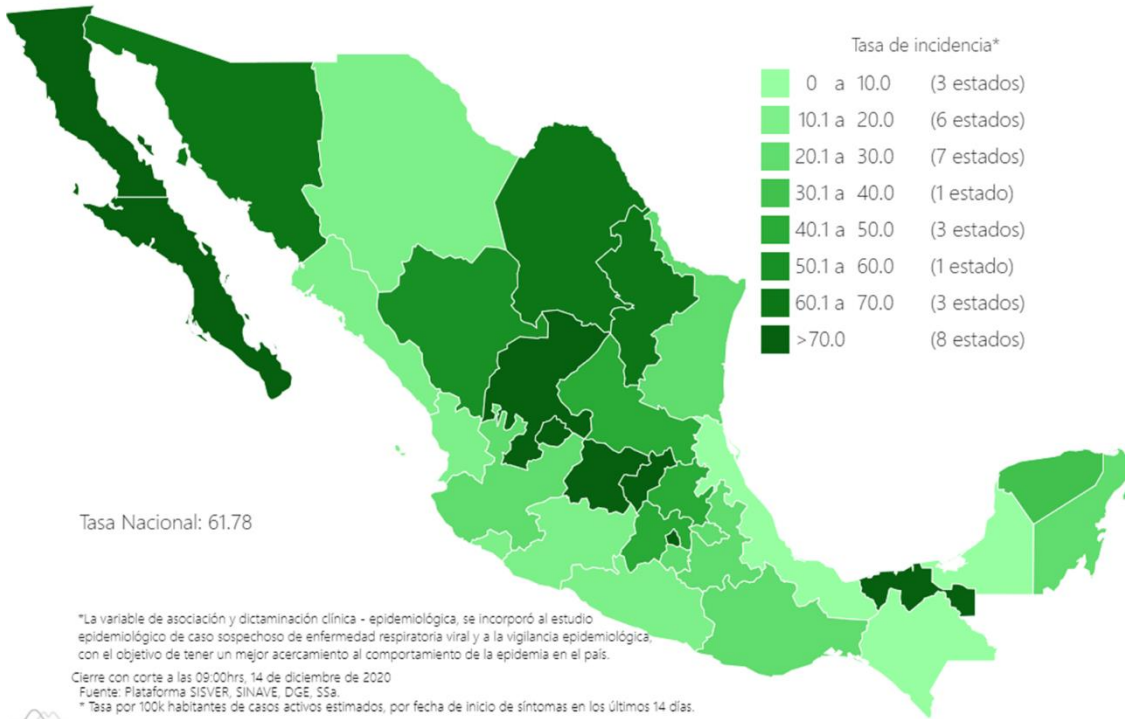 Tasa de incidencia*
0 a 10.0 (3 estados)
10.1 a 20.0 (6 estados)
20.1 a 30.0 (7 estados)
30.1 a 40.0 (1 estado)
40.1 a 50.0 (3 estados)
50.1 a 60.0 (1 estado)
60.1 a 70.0 (3 estados)
>70.0 (8 estados)
Tasa Nacional: 61.78
*La variable de asociación y dictaminación clínica - epidemiológica, se incorporó al estudio
epidemiológico de caso sospechoso de enfermedad respiratoria viral y a la vigilancia epidemiológica,
con el objetivo de tener un mejor acercamiento al comportamiento de la epidemia en el país.
Cierre con corte a las 09:00hrs, 14 de diciembre de 2020
Fuente: Plataforma SISVER, SINAVE, DGE, SSa.
* Tasa por 100k habitantes de casos activos estimados, por fecha de inicio de síntomas en los últimos 14 días.